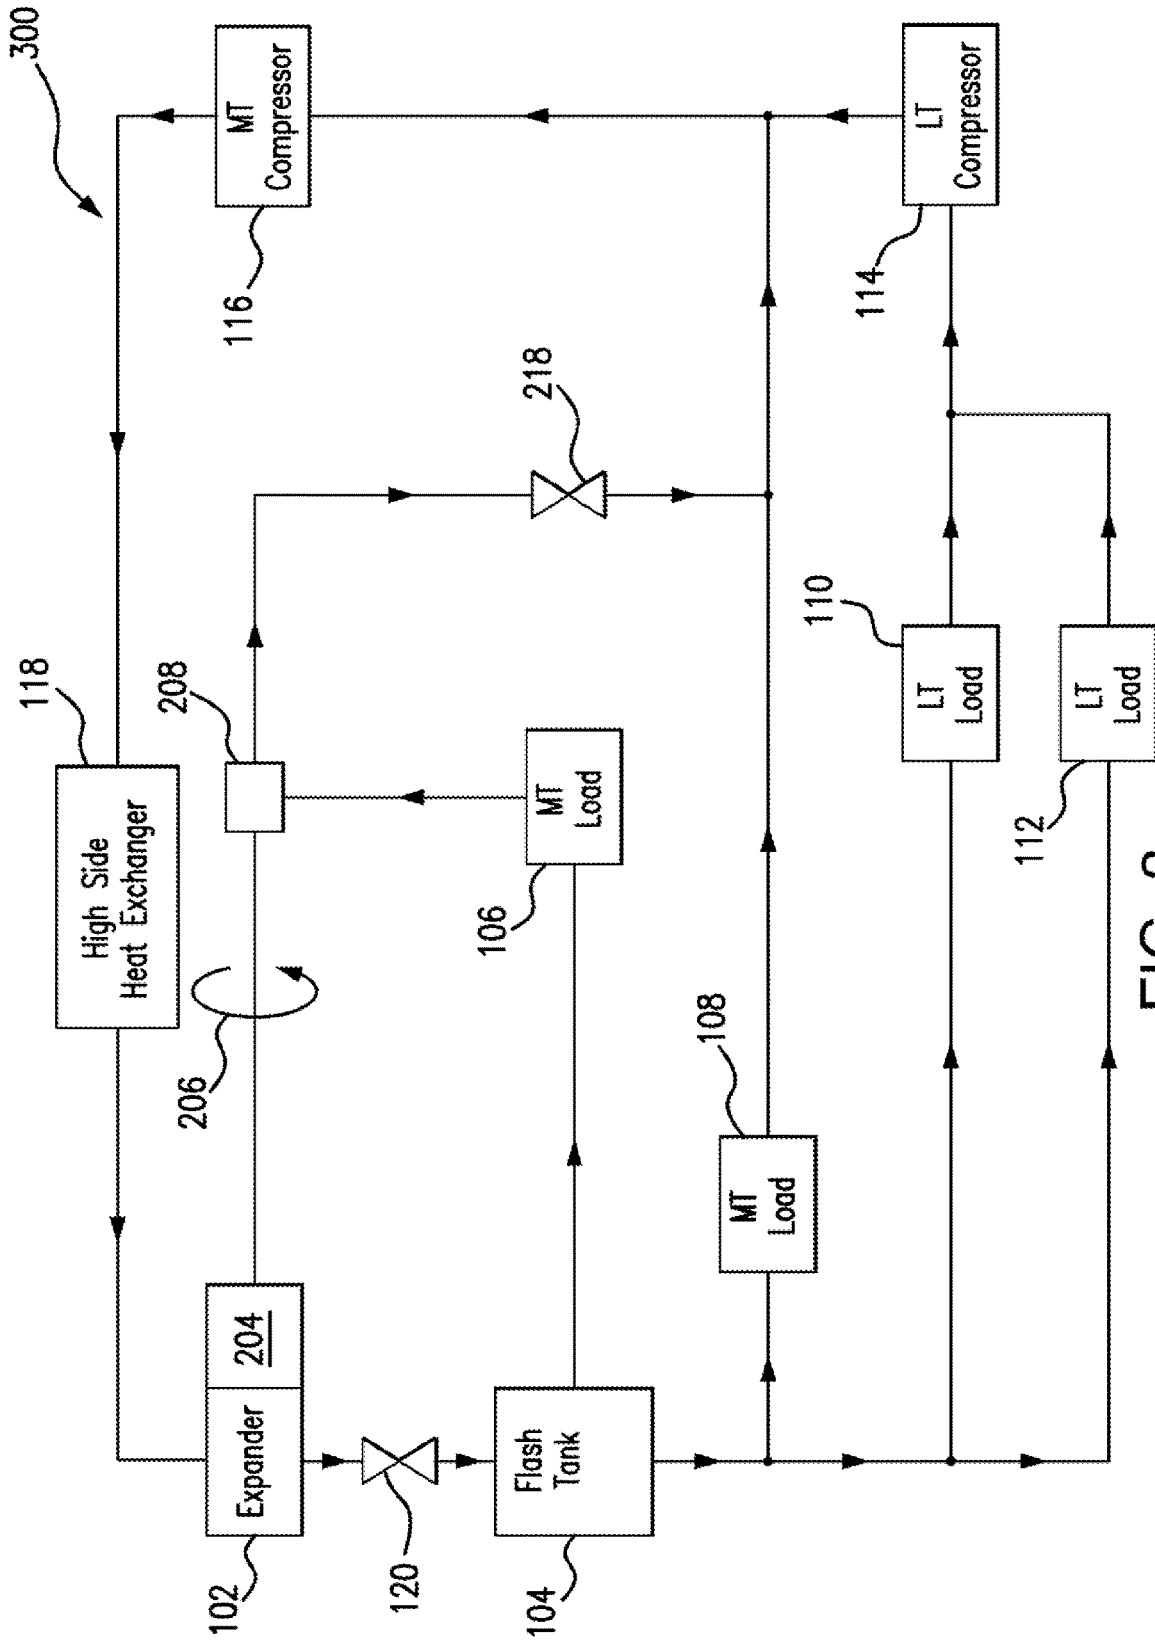 300
118
High Side
Heat Exchanger
MT
Compressor
116
208
206
102
Expander
204
120
218
106
MT
Load
104
Flash
Tank
108
MT
Load
110
LT
Load
114
LT
Compressor
112
LT
Load
FIG.